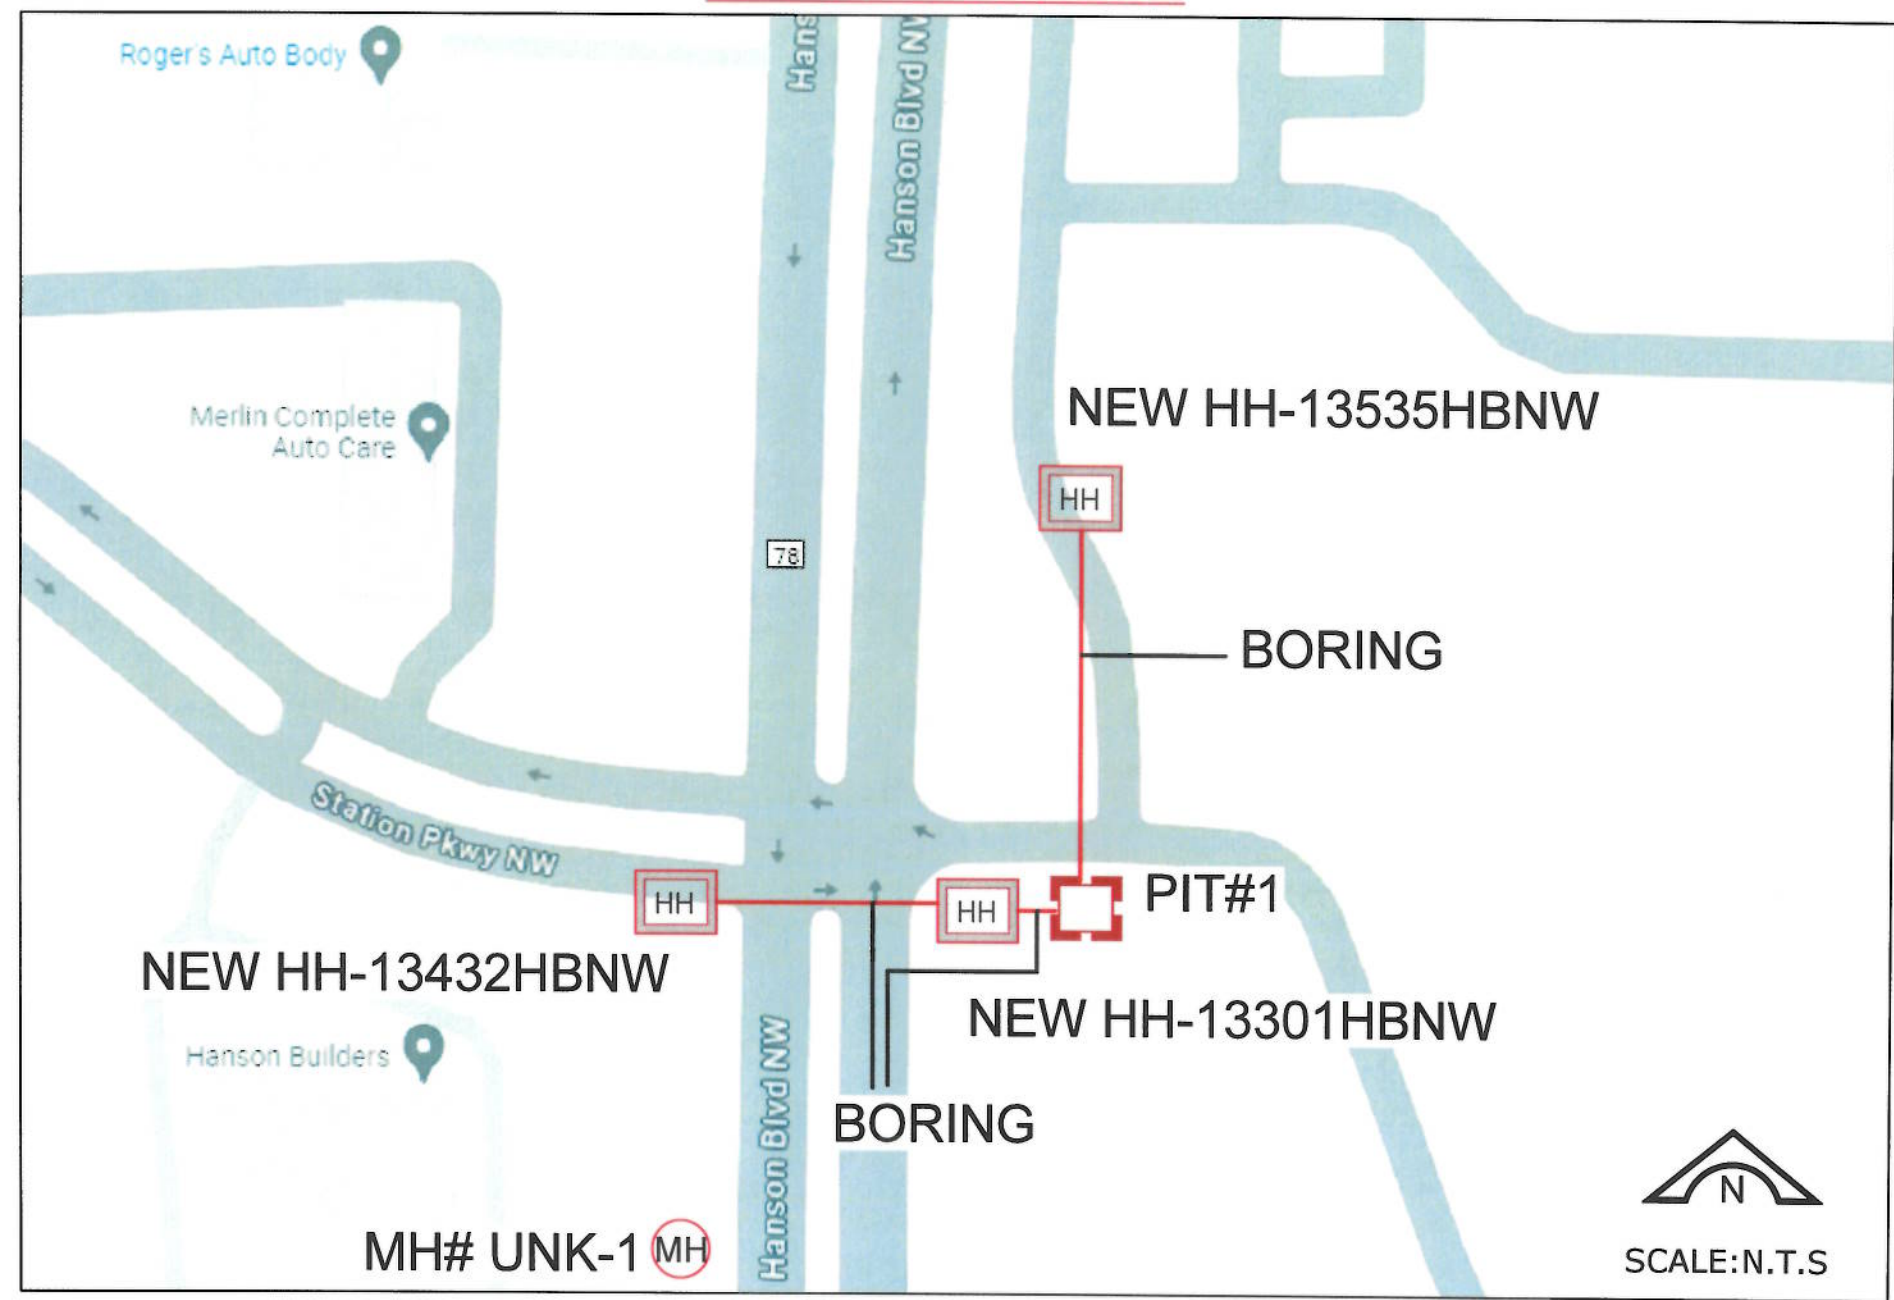 Roger's Auto Body
Hans
Hanson Blvd NW
Merlin Complete
Auto Care
NEW HH-13535HBNW
HH
78
BORING
Station Pkwy NW
HH
HH
PIT#1
NEW HH-13432HBNW
NEW HH-13301HBNW
Hanson Builders
Hanson Blvd NW
BORING
N
MH# UNK-1
MH
SCALE:N.T.S